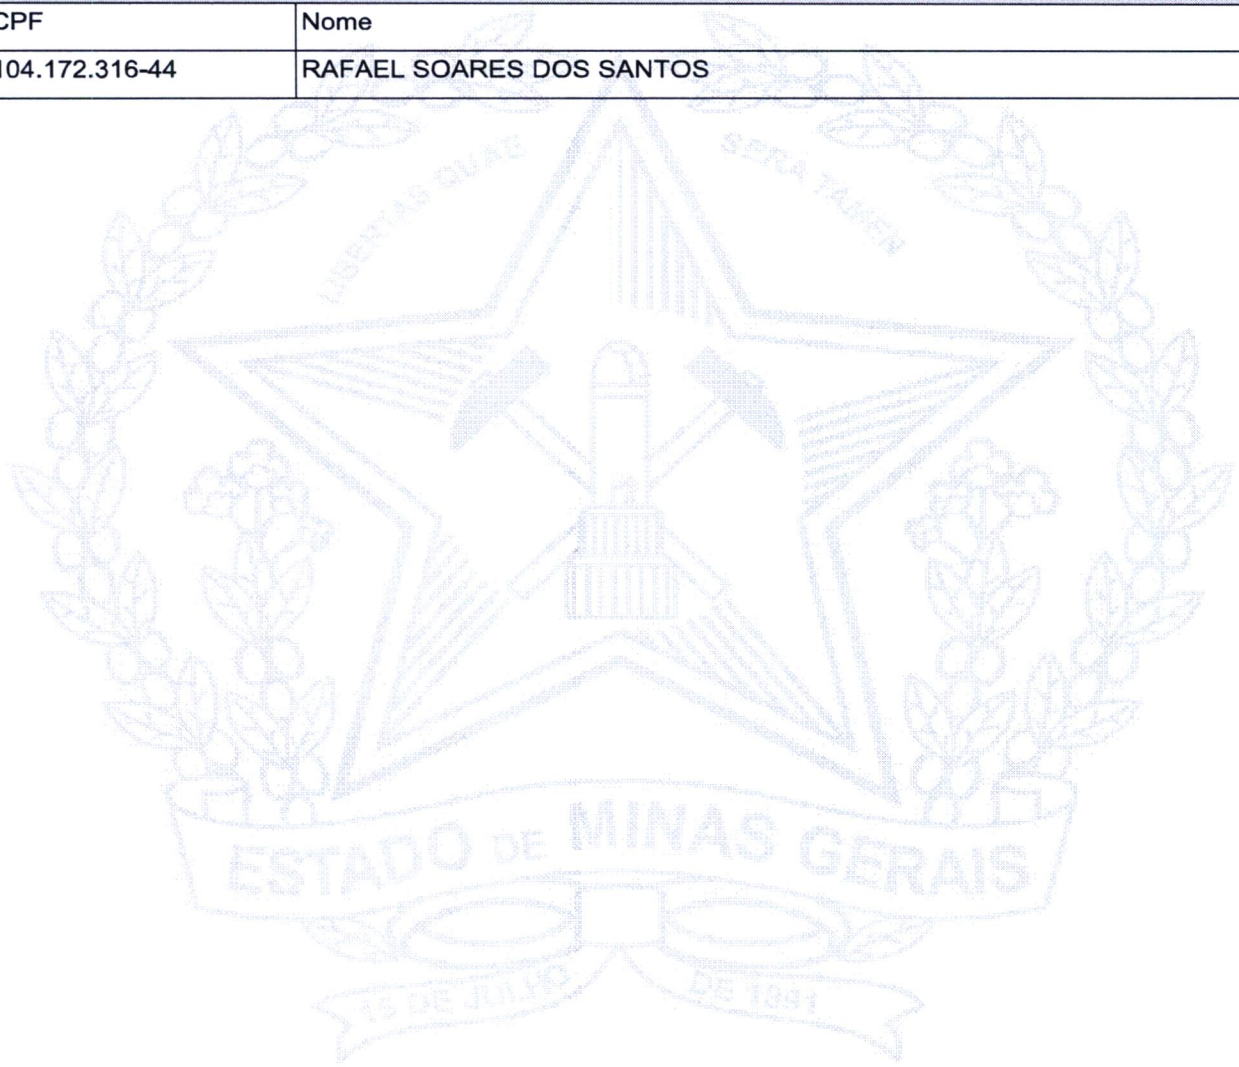 CPF Nome
104.172.316-44 RAFAEL SOARES DOS SANTOS
LIBERTAS QUAE SERA TAMEN
ESTADO DE MINAS GERAIS
15 DE JULHO DE 1891